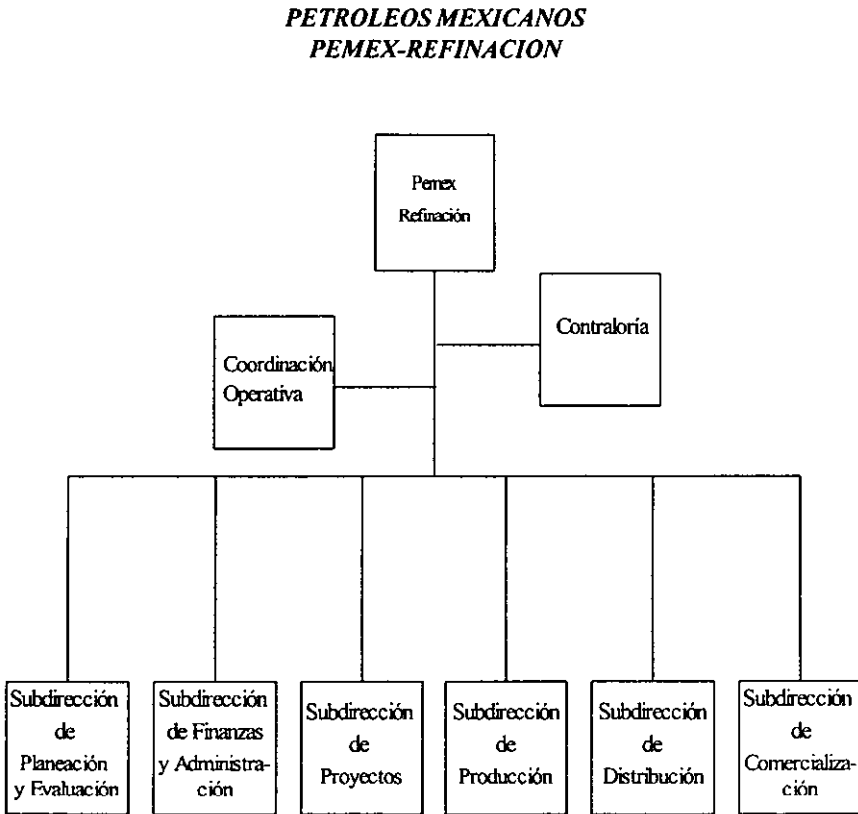 PETROLEOS MEXICANOS
PEMEX-REFINACION
Pemex
Refinación
Contraloría
Coordinación
Operativa
Subdirección
de
Planeación
y Evaluación
Subdirección
de Finanzas
y Administra-
ción
Subdirección
de
Proyectos
Subdirección
de
Producción
Subdirección
de
Distribución
Subdirección
de
Comercializa-
ción